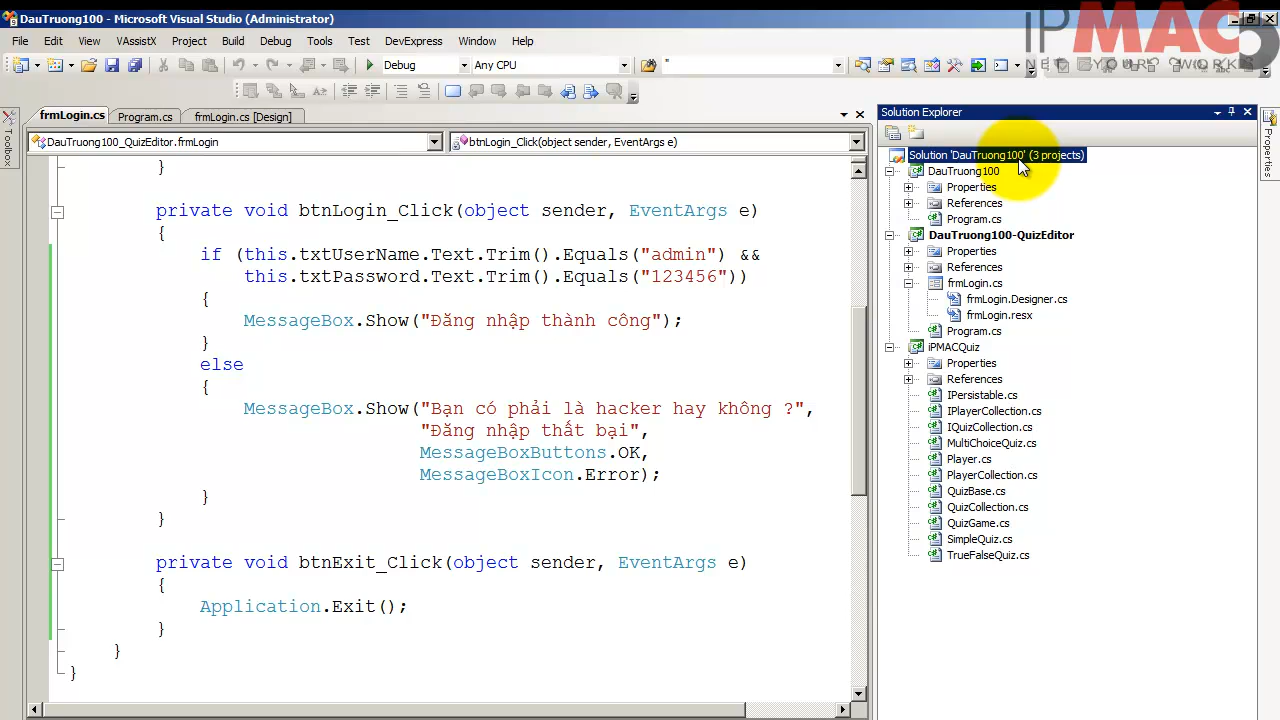 DauTruong100 - Microsoft Visual Studio (Administrator)
iPMAC
NET YOUR WORKS
File Edit View VAssistX Project Build Debug Tools Test DevExpress Window Help
Debug Any CPU "
frmLogin.cs Program.cs frmLogin.cs [Design]
Toolbox
DauTruong100_QuizEditor.frmLogin btnLogin_Click(object sender, EventArgs e)
}
private void btnLogin_Click(object sender, EventArgs e)
{
if (this.txtUserName.Text.Trim().Equals("admin") &&
this.txtPassword.Text.Trim().Equals("123456"))
{
MessageBox.Show("Đăng nhập thành công");
}
else
{
MessageBox.Show("Bạn có phải là hacker hay không ?",
"Đăng nhập thất bại",
MessageBoxButtons.OK,
MessageBoxIcon.Error);
}
}
private void btnExit_Click(object sender, EventArgs e)
{
Application.Exit();
}
}
}
Solution Explorer
Solution 'DauTruong100' (3 projects)
DauTruong100
Properties
References
Program.cs
DauTruong100-QuizEditor
Properties
References
frmLogin.cs
frmLogin.Designer.cs
frmLogin.resx
Program.cs
iPMACQuiz
Properties
References
IPersistable.cs
IPlayerCollection.cs
IQuizCollection.cs
MultiChoiceQuiz.cs
Player.cs
PlayerCollection.cs
QuizBase.cs
QuizCollection.cs
QuizGame.cs
SimpleQuiz.cs
TrueFalseQuiz.cs
Properties